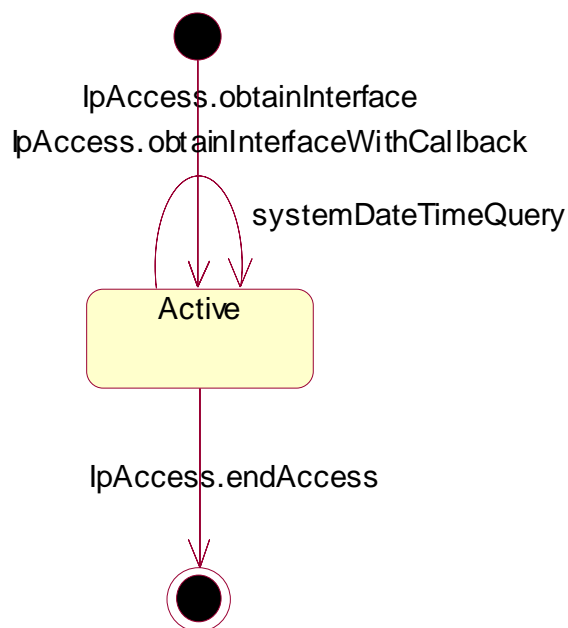 IpAccess.obtainInterface
IpAccess.obtainInterfaceWithCallback
systemDateTimeQuery
Active
IpAccess.endAccess